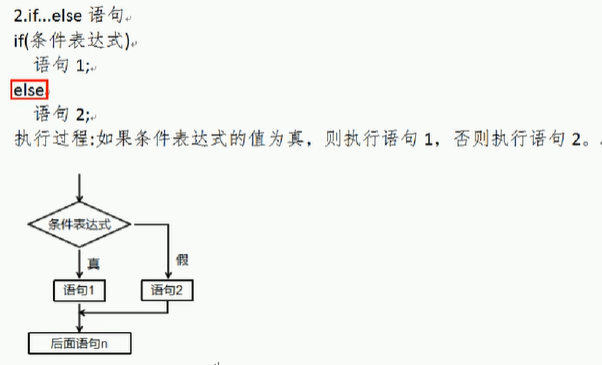 2.if...else 语句
if(条件表达式)
语句 1;
else
语句 2;
执行过程:如果条件表达式的值为真，则执行语句 1，否则执行语句 2。
条件表达式
真
假
语句1
语句2
后面语句n